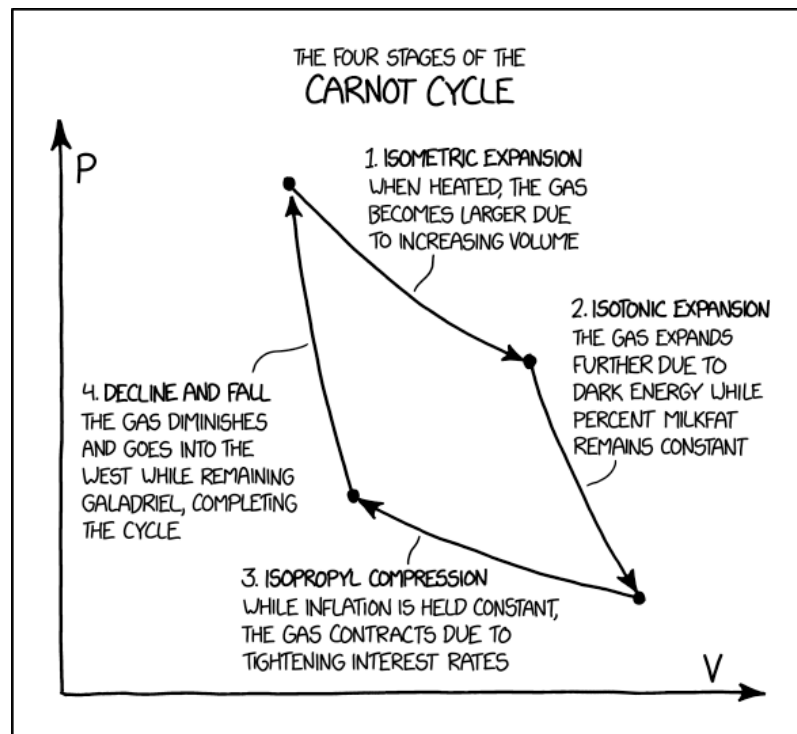 THE FOUR STAGES OF THE
CARNOT CYCLE
P
1. ISOMETRIC EXPANSION
WHEN HEATED, THE GAS
BECOMES LARGER DUE
TO INCREASING VOLUME
2. ISOTONIC EXPANSION
THE GAS EXPANDS
FURTHER DUE TO
DARK ENERGY WHILE
PERCENT MILKFAT
REMAINS CONSTANT
3. ISOPROPYL COMPRESSION
WHILE INFLATION IS HELD CONSTANT,
THE GAS CONTRACTS DUE TO
TIGHTENING INTEREST RATES
4. DECLINE AND FALL
THE GAS DIMINISHES
AND GOES INTO THE
WEST WHILE REMAINING
GALADRIEL, COMPLETING
THE CYCLE
V